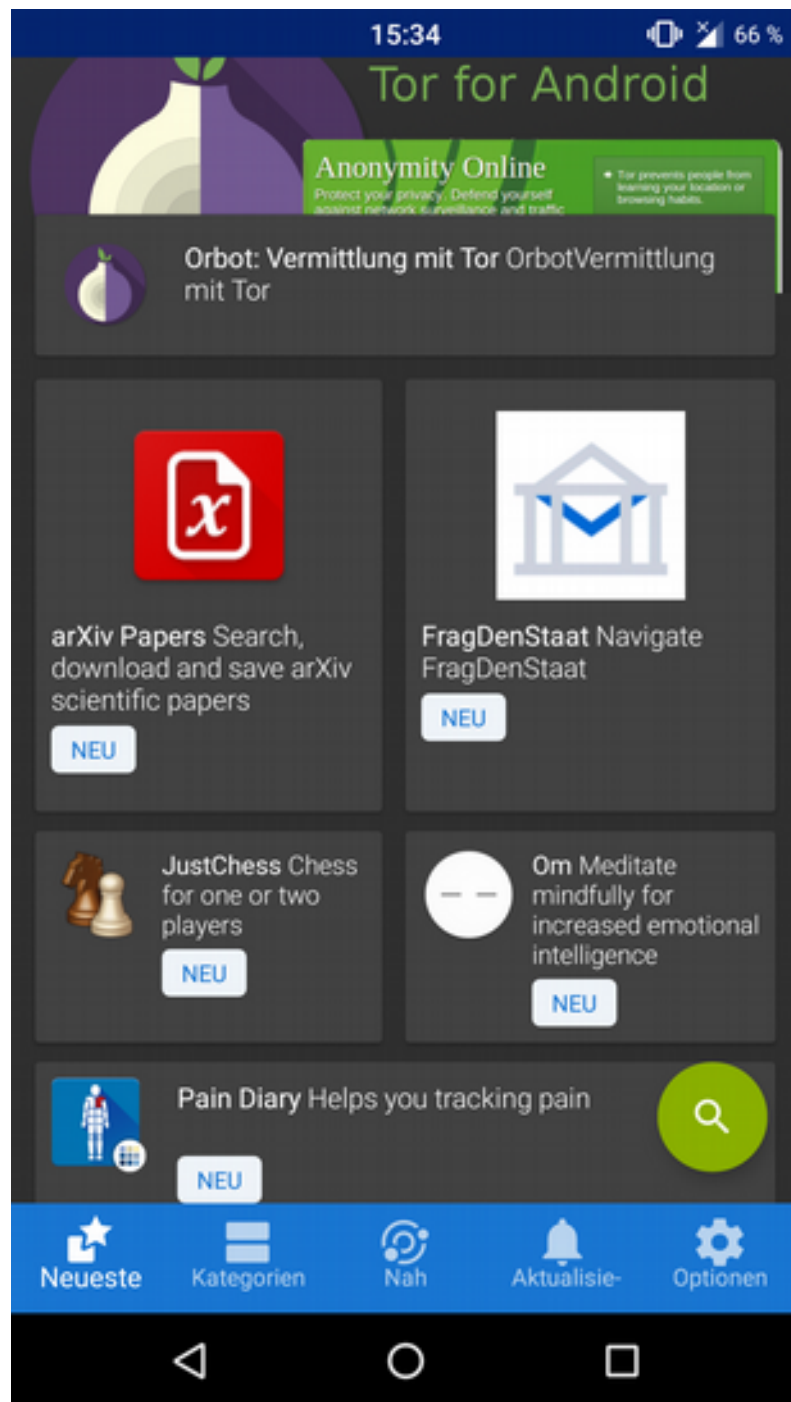 15:34
66 %
Tor for Android
Anonymity Online
Protect your privacy. Defend yourself
against network surveillance and traffic
Tor prevents people from
learning your location or
browsing habits.
Orbot: Vermittlung mit Tor OrbotVermittlung
mit Tor
x
arXiv Papers Search,
download and save arXiv
scientific papers
NEU
FragDenStaat Navigate
FragDenStaat
NEU
JustChess Chess
for one or two
players
NEU
Om Meditate
mindfully for
increased emotional
intelligence
NEU
Pain Diary Helps you tracking pain
NEU
Neueste
Kategorien
Nah
Aktualisie-
Optionen